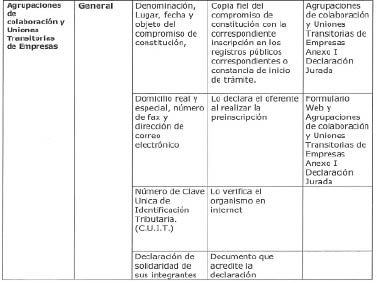 Agrupaciones
de
colaboración y
Uniones
Transitorias
de Empresas
General
Denominación,
Lugar, fecha y
objeto del
compromiso de
constitución,
Copia fiel del
compromiso de
constitución con la
correspondiente
inscripción en los
registros públicos
correspondientes o
constancia de inicio
de trámite.
Agrupaciones
de colaboración
y Uniones
Transitorias de
Empresas
Anexo I
Declaración
Jurada
Domicilio real y
especial, número
de fax y
dirección de
correo
electrónico
Lo declara el oferente
al realizar la
preinscripción
Formulario
Web y
Agrupaciones
de colaboración
y Uniones
Transitorias de
Empresas
Anexo I
Declaración
Jurada
Número de Clave
Unica de
Identificación
Tributaria.
(C.U.I.T.)
Lo verifica el
organismo en
internet
Declaración de
solidaridad de
sus integrantes
Documento que
acredite la
declaración